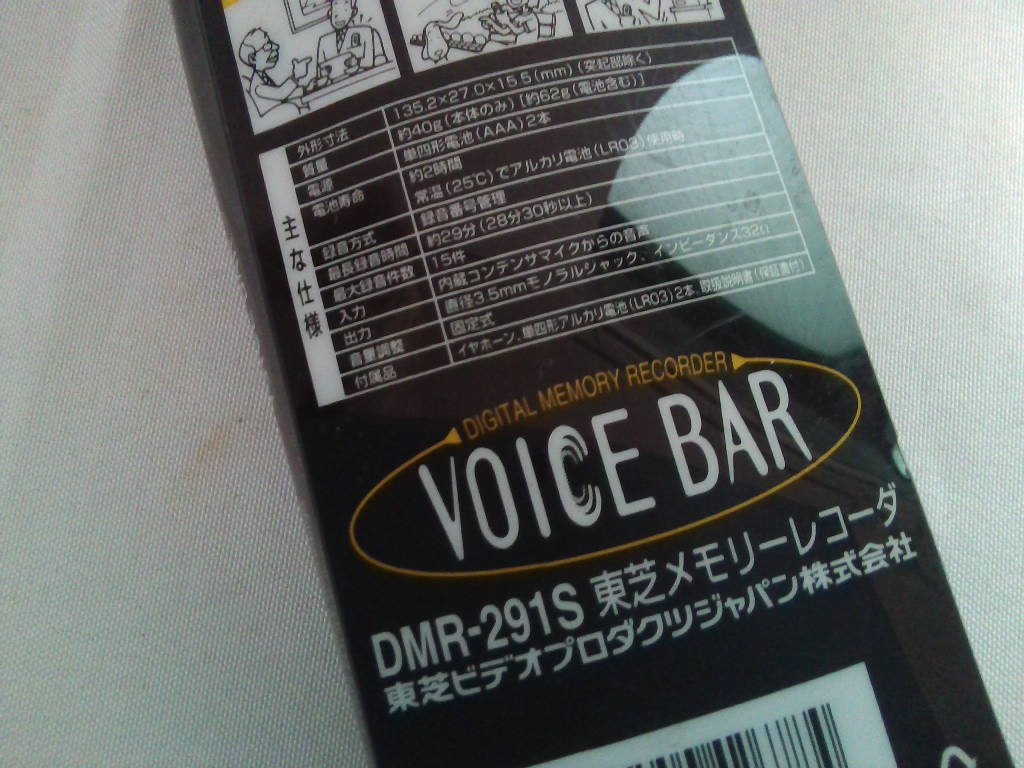 主な仕様
外形寸法 135.2×27.0×15.5(mm)(突起部除く)
質量 約40g(本体のみ)[約62g(電池含む)]
電源 単四形電池(AAA)2本
電池寿命 約2時間
常温(25℃)でアルカリ電池(LR03)使用時
録音方式 録音番号管理
最長録音時間 約29分(28分30秒以上)
最大録音件数 15件
入力 内蔵コンデンサマイクからの音声
出力 直径3.5mmモノラルジャック、インピーダンス32Ω
音量調整 固定式
付属品 イヤホーン、単四形アルカリ電池(LR03)2本、取扱説明書(保証書付)
DIGITAL MEMORY RECORDER
VOICE BAR
DMR-291S 東芝メモリーレコーダ
東芝ビデオプロダクツジャパン株式会社